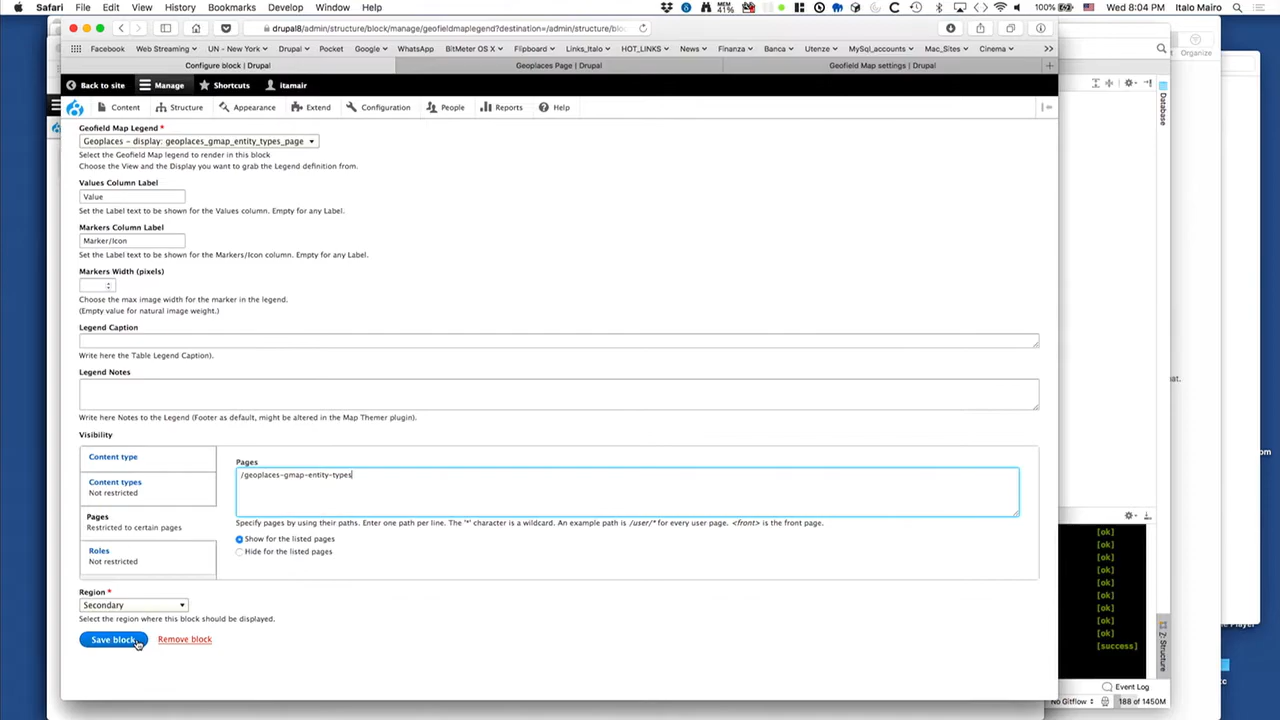 Safari File Edit View History Bookmarks Develop Window Help
MEN 41%
100% Wed 8:04 PM Italo Mairo
drupal8/admin/structure/block/manage/geofieldmaplegend?destination=/admin/structure/bloc
Organize
Facebook Web Streaming UN - New York Drupal Pocket Google WhatsApp BitMeter OS X Flipboard Links_Italo HOT_LINKS News Finanza Banca Utenze MySql_accounts Mac_Sites Cinema
Configure block | Drupal
Geoplaces Page | Drupal
Geofield Map settings | Drupal
Back to site Manage Shortcuts itamair
Content Structure Appearance Extend Configuration People Reports Help
Database
Geofield Map Legend *
Geoplaces - display: geoplaces_gmap_entity_types_page
Select the Geofield Map legend to render in this block
Choose the View and the Display you want to grab the Legend definition from.
Values Column Label
Value
Set the Label text to be shown for the Values column. Empty for any Label.
Markers Column Label
Marker/Icon
Set the Label text to be shown for the Markers/Icon column. Empty for any Label.
Markers Width (pixels)
Choose the max image width for the marker in the legend.
(Empty value for natural image weight.)
Legend Caption
Write here the Table Legend Caption).
Legend Notes
Write here Notes to the Legend (Footer as default, might be altered in the Map Themer plugin).
Visibility
Content type
Content types
Not restricted
Pages
Restricted to certain pages
Roles
Not restricted
Pages
/geoplaces-gmap-entity-types
Specify pages by using their paths. Enter one path per line. The '*' character is a wildcard. An example path is /user/* for every user page. <front> is the front page.
Show for the listed pages
Hide for the listed pages
Region *
Secondary
Select the region where this block should be displayed.
Save block Remove block
[ok]
[ok]
[ok]
[ok]
[ok]
[ok]
[ok]
[ok]
[ok]
[success]
Z: Structure
Event Log
No Gitflow 188 of 1450M